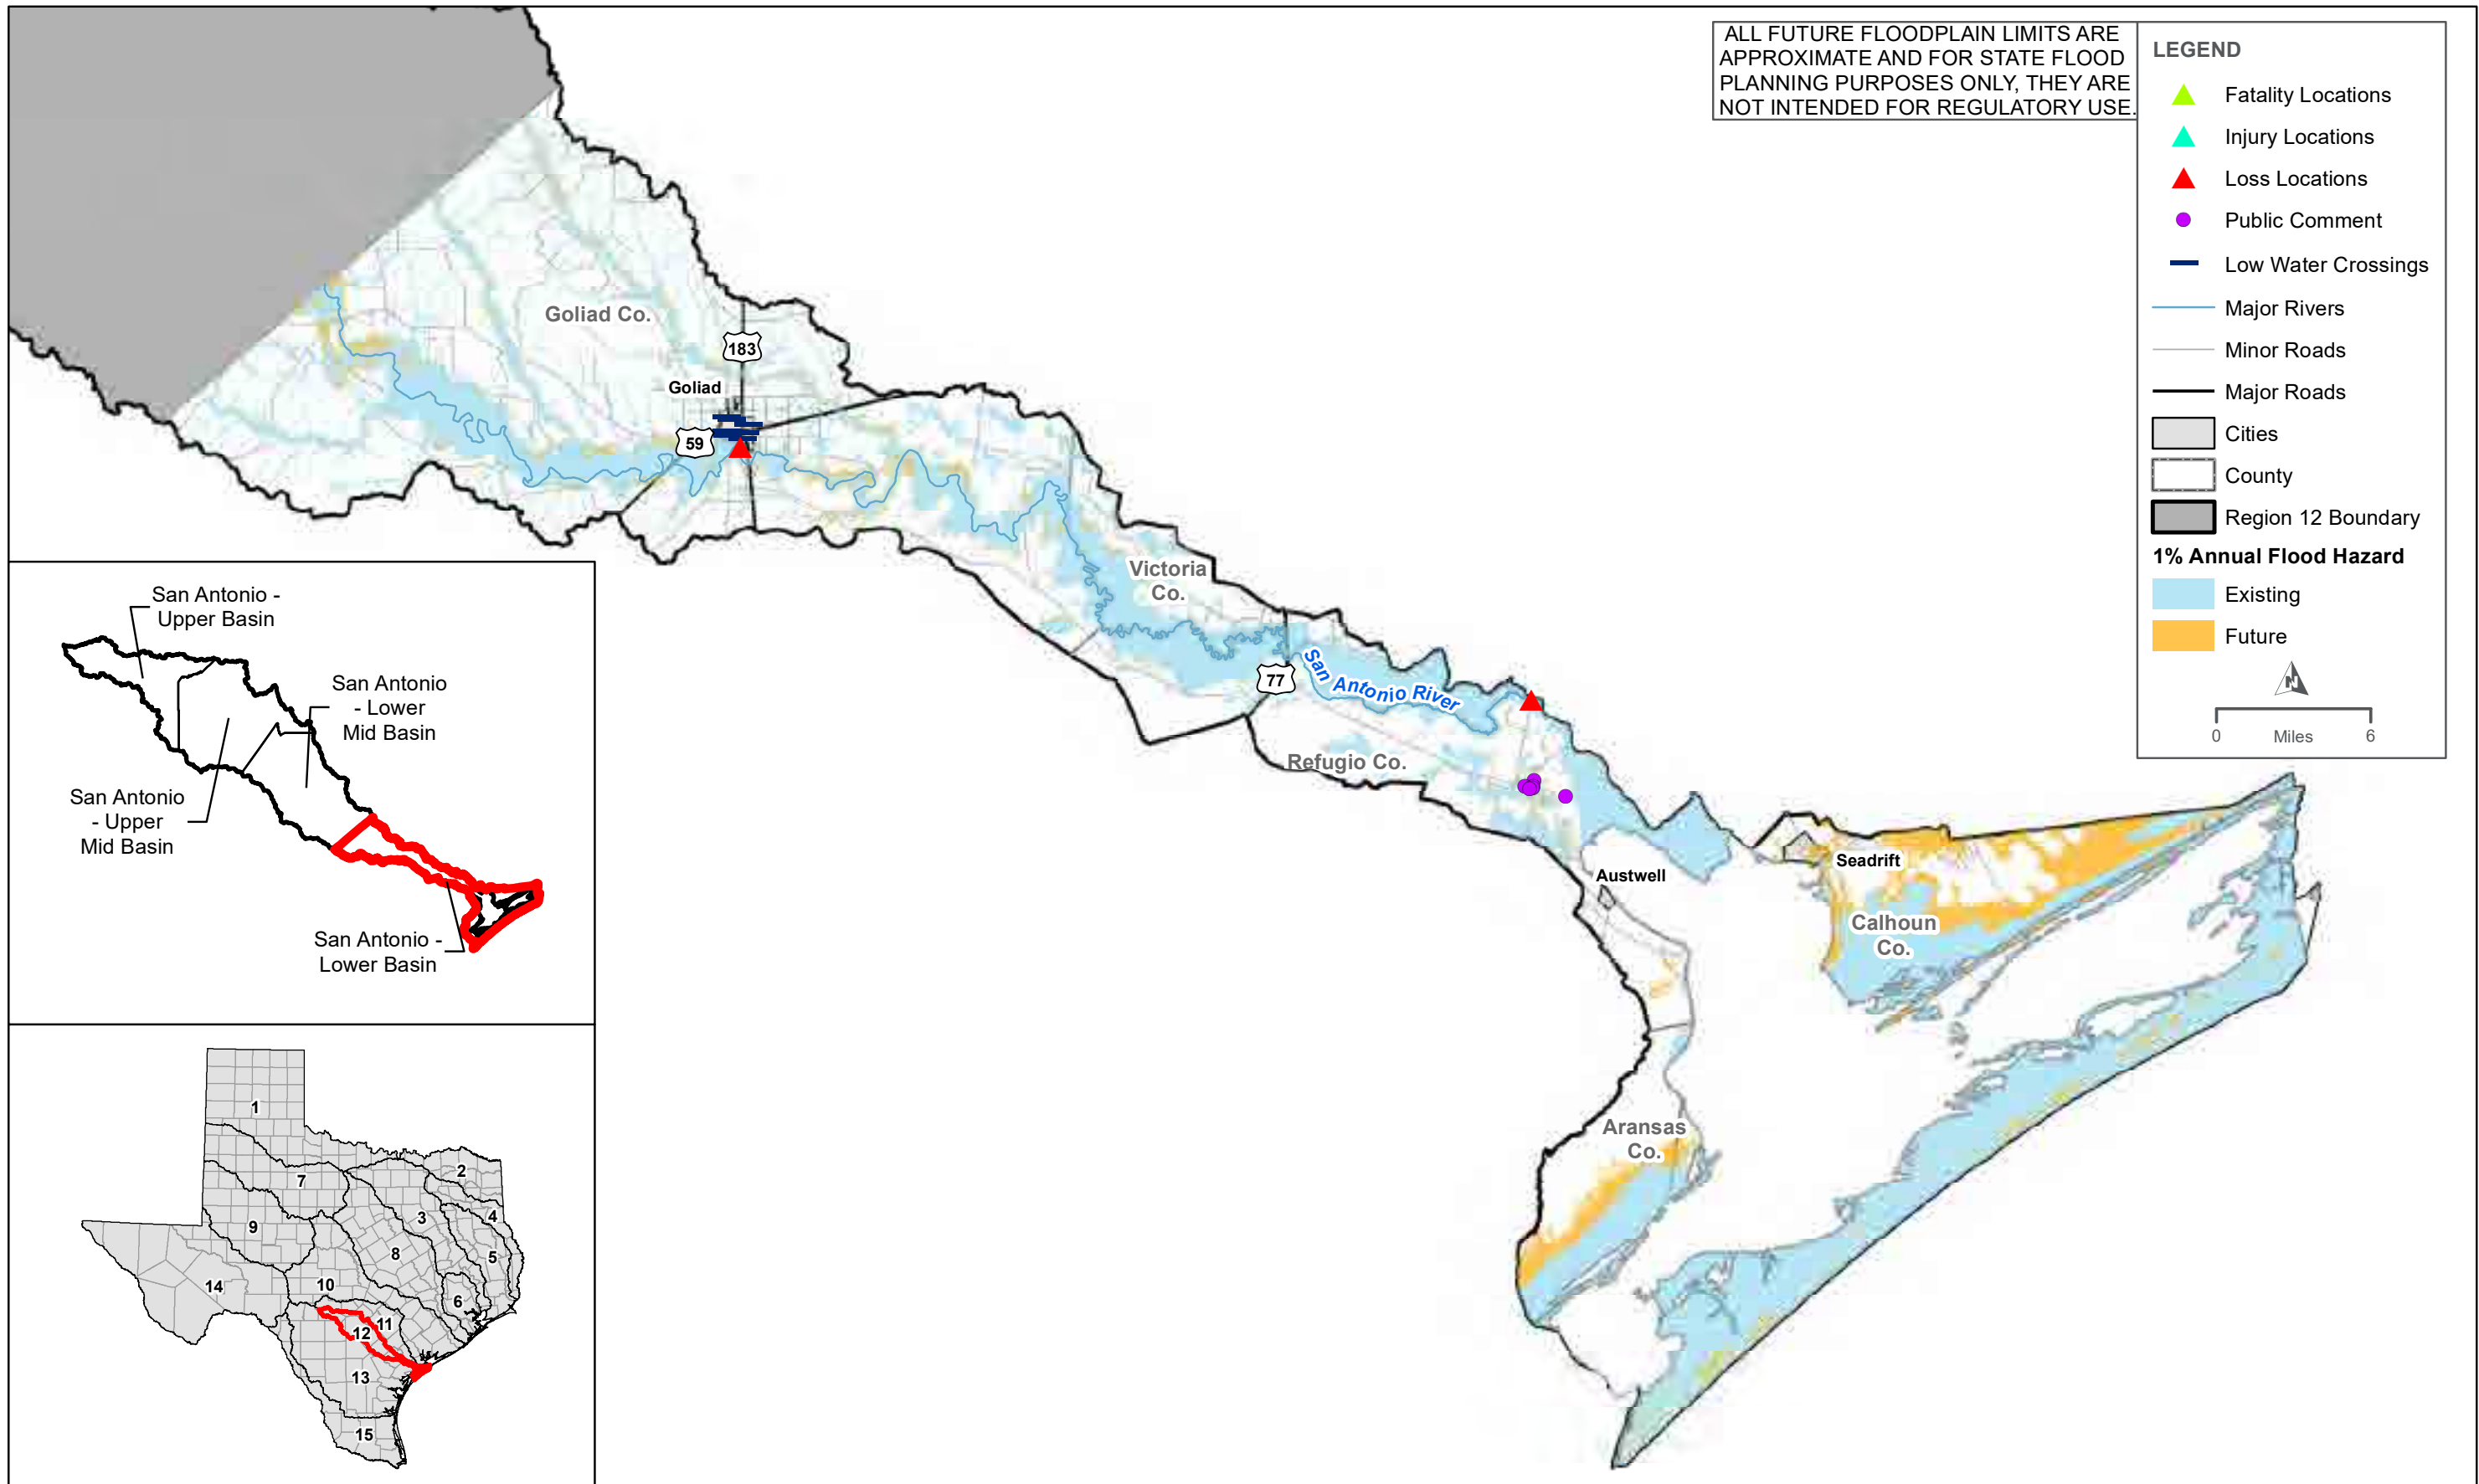 ALL FUTURE FLOODPLAIN LIMITS ARE
APPROXIMATE AND FOR STATE FLOOD
PLANNING PURPOSES ONLY, THEY ARE
NOT INTENDED FOR REGULATORY USE.
LEGEND
Fatality Locations
Injury Locations
Loss Locations
Public Comment
Low Water Crossings
Major Rivers
Minor Roads
Major Roads
Cities
County
Region 12 Boundary
1% Annual Flood Hazard
Existing
Future
N
0 Miles 6
Goliad Co.
183
Goliad
59
Victoria
Co.
77
San Antonio River
Refugio Co.
Austwell
Seadrift
Calhoun
Co.
Aransas
Co.
San Antonio -
Upper Basin
San Antonio
- Lower
Mid Basin
San Antonio
- Upper
Mid Basin
San Antonio -
Lower Basin
1
2
7
3
4
9
8
5
14
10
6
11
12
13
15